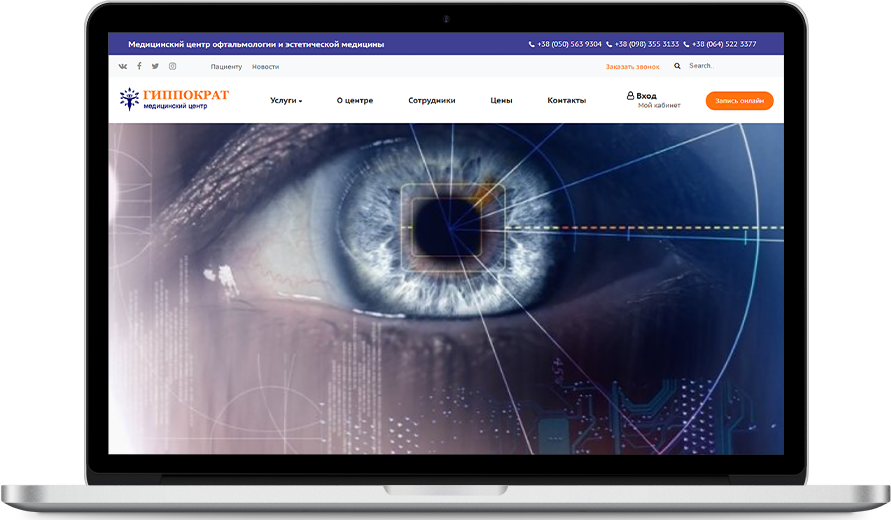 Медицинский центр офтальмологии и эстетической медицины
+38 (050) 563 9304 +38 (098) 355 3133 +38 (064) 522 3377
Пациенту Новости Заказать звонок Search..
ГИППОКРАТ
медицинский центр
Услуги О центре Сотрудники Цены Контакты
Вход
Мой кабинет
Запись онлайн